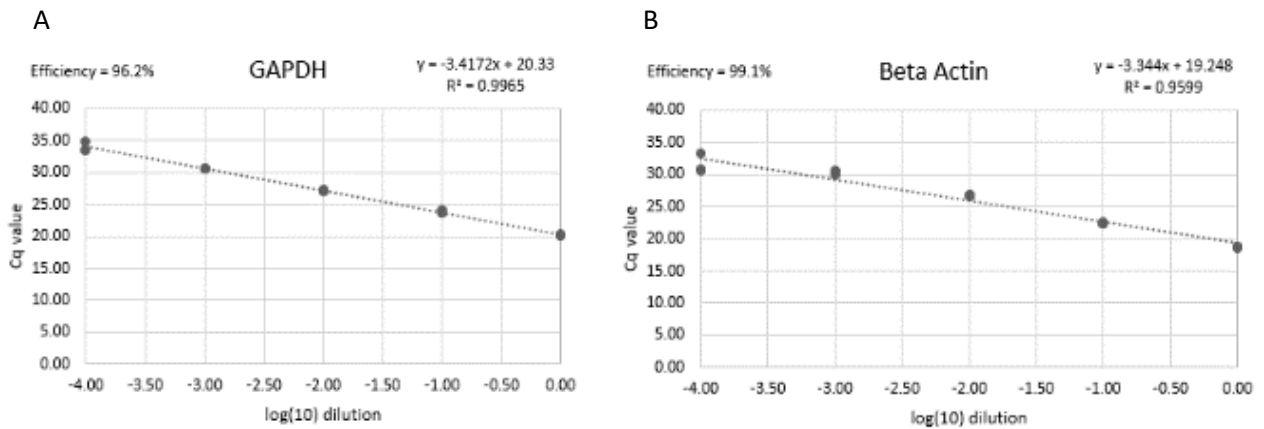 A
Efficiency = 96.2%
GAPDH
y = -3.4172x + 20.33
R² = 0.9965
40.00
35.00
30.00
25.00
20.00
15.00
10.00
5.00
0.00
Cq value
-4.00 -3.50 -3.00 -2.50 -2.00 -1.50 -1.00 -0.50 0.00
log(10) dilution
B
Efficiency = 99.1%
Beta Actin
y = -3.344x + 19.248
R² = 0.9599
40.00
35.00
30.00
25.00
20.00
15.00
10.00
5.00
0.00
Cq value
-4.00 -3.50 -3.00 -2.50 -2.00 -1.50 -1.00 -0.50 0.00
log(10) dilution